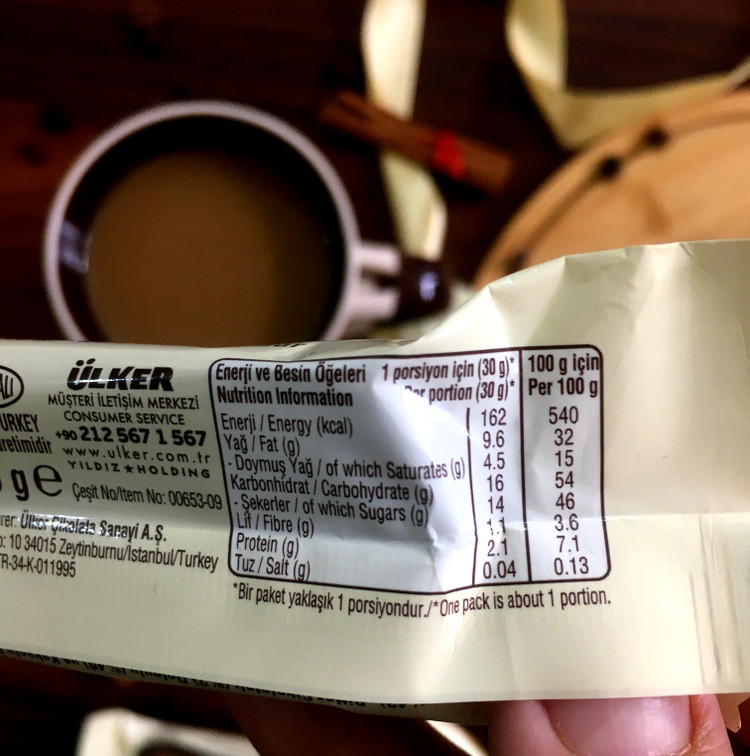 ÜLKER
MÜŞTERİ İLETİŞİM MERKEZİ
CONSUMER SERVICE
+90 212 567 1 567
www.ulker.com.tr
YILDIZ★HOLDING
URKEY
retimidir
g e
Çeşit No/Item No: 00653-09
rer: Ülker Çikolata Sanayi A.Ş.
o: 10 34015 Zeytinburnu/İstanbul/Turkey
TR-34-K-011995
Enerji ve Besin Öğeleri 1 porsiyon için (30 g)* 100 g için
Nutrition Information Per portion (30 g)* Per 100 g
Enerji / Energy (kcal) 162 540
Yağ / Fat (g) 9.6 32
- Doymuş Yağ / of which Saturates (g) 4.5 15
Karbonhidrat / Carbohydrate (g) 16 54
- Şekerler / of which Sugars (g) 14 46
Lif / Fibre (g) 1.1 3.6
Protein (g) 2.1 7.1
Tuz / Salt (g) 0.04 0.13
*Bir paket yaklaşık 1 porsiyondur./*One pack is about 1 portion.